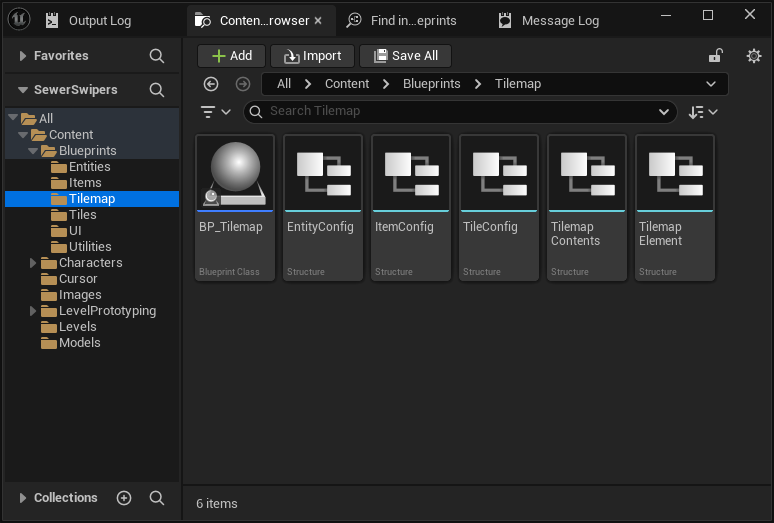 Output Log
Conten...rowser
Find in...eprints
Message Log
Favorites
SewerSwipers
All
Content
Blueprints
Entities
Items
Tilemap
Tiles
UI
Utilities
Characters
Cursor
Images
LevelPrototyping
Levels
Models
Collections
Add
Import
Save All
All
Content
Blueprints
Tilemap
Search Tilemap
BP_Tilemap
Blueprint Class
EntityConfig
Structure
ItemConfig
Structure
TileConfig
Structure
Tilemap
Contents
Structure
Tilemap
Element
Structure
6 items